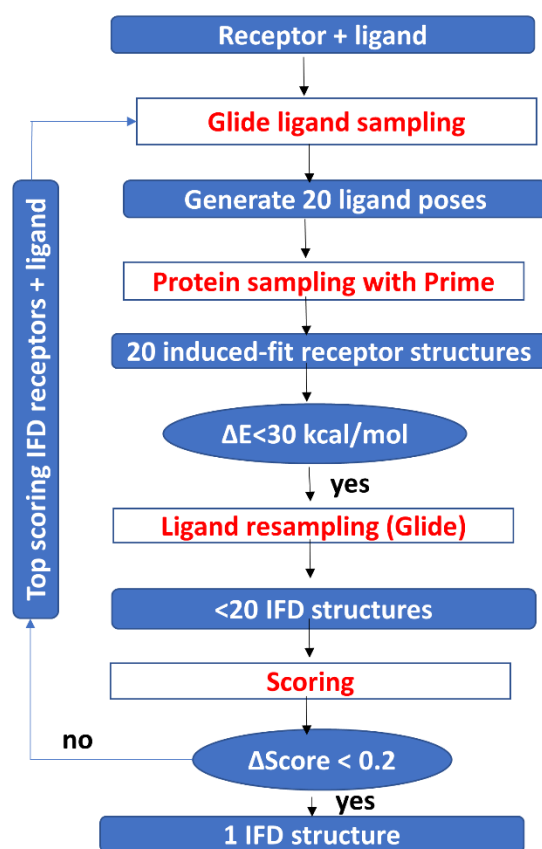 Receptor + ligand
Glide ligand sampling
Generate 20 ligand poses
Protein sampling with Prime
20 induced-fit receptor structures
ΔE<30 kcal/mol
yes
Ligand resampling (Glide)
<20 IFD structures
Scoring
no
ΔScore < 0.2
yes
1 IFD structure
Top scoring IFD receptors + ligand